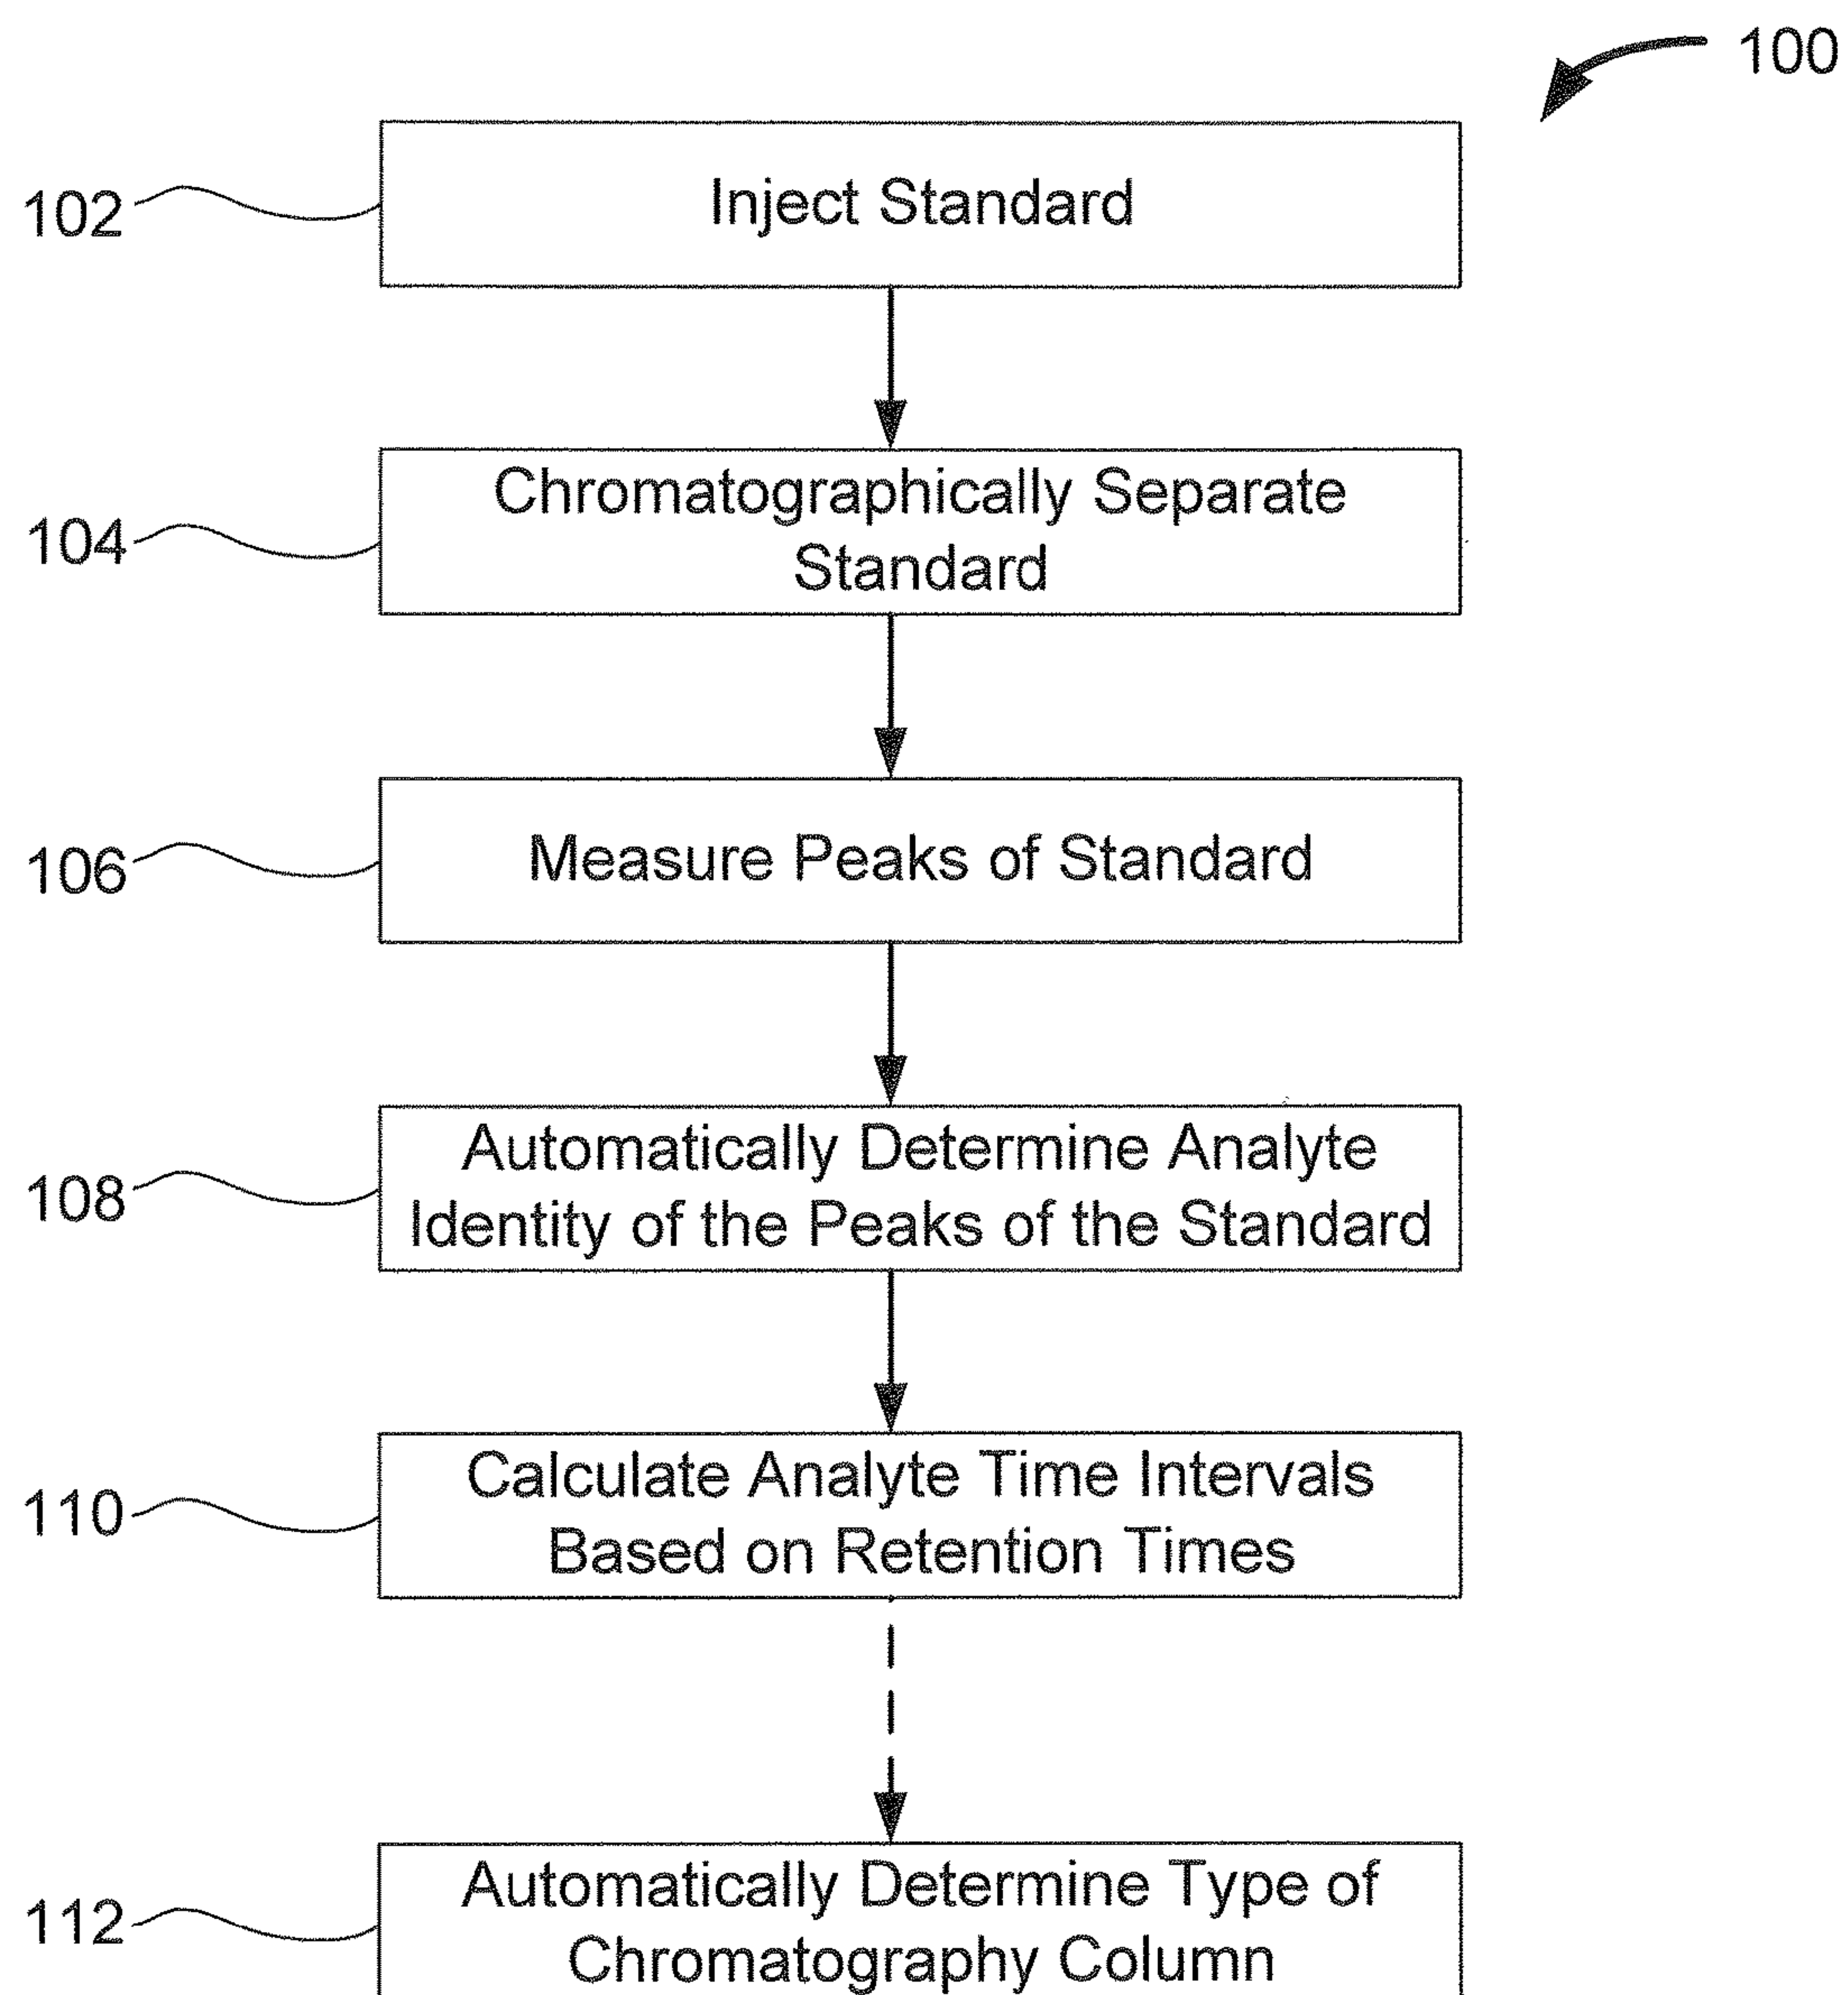 100
102
Inject Standard
104
Chromatographically Separate
Standard
106
Measure Peaks of Standard
108
Automatically Determine Analyte
Identity of the Peaks of the Standard
110
Calculate Analyte Time Intervals
Based on Retention Times
112
Automatically Determine Type of
Chromatography Column